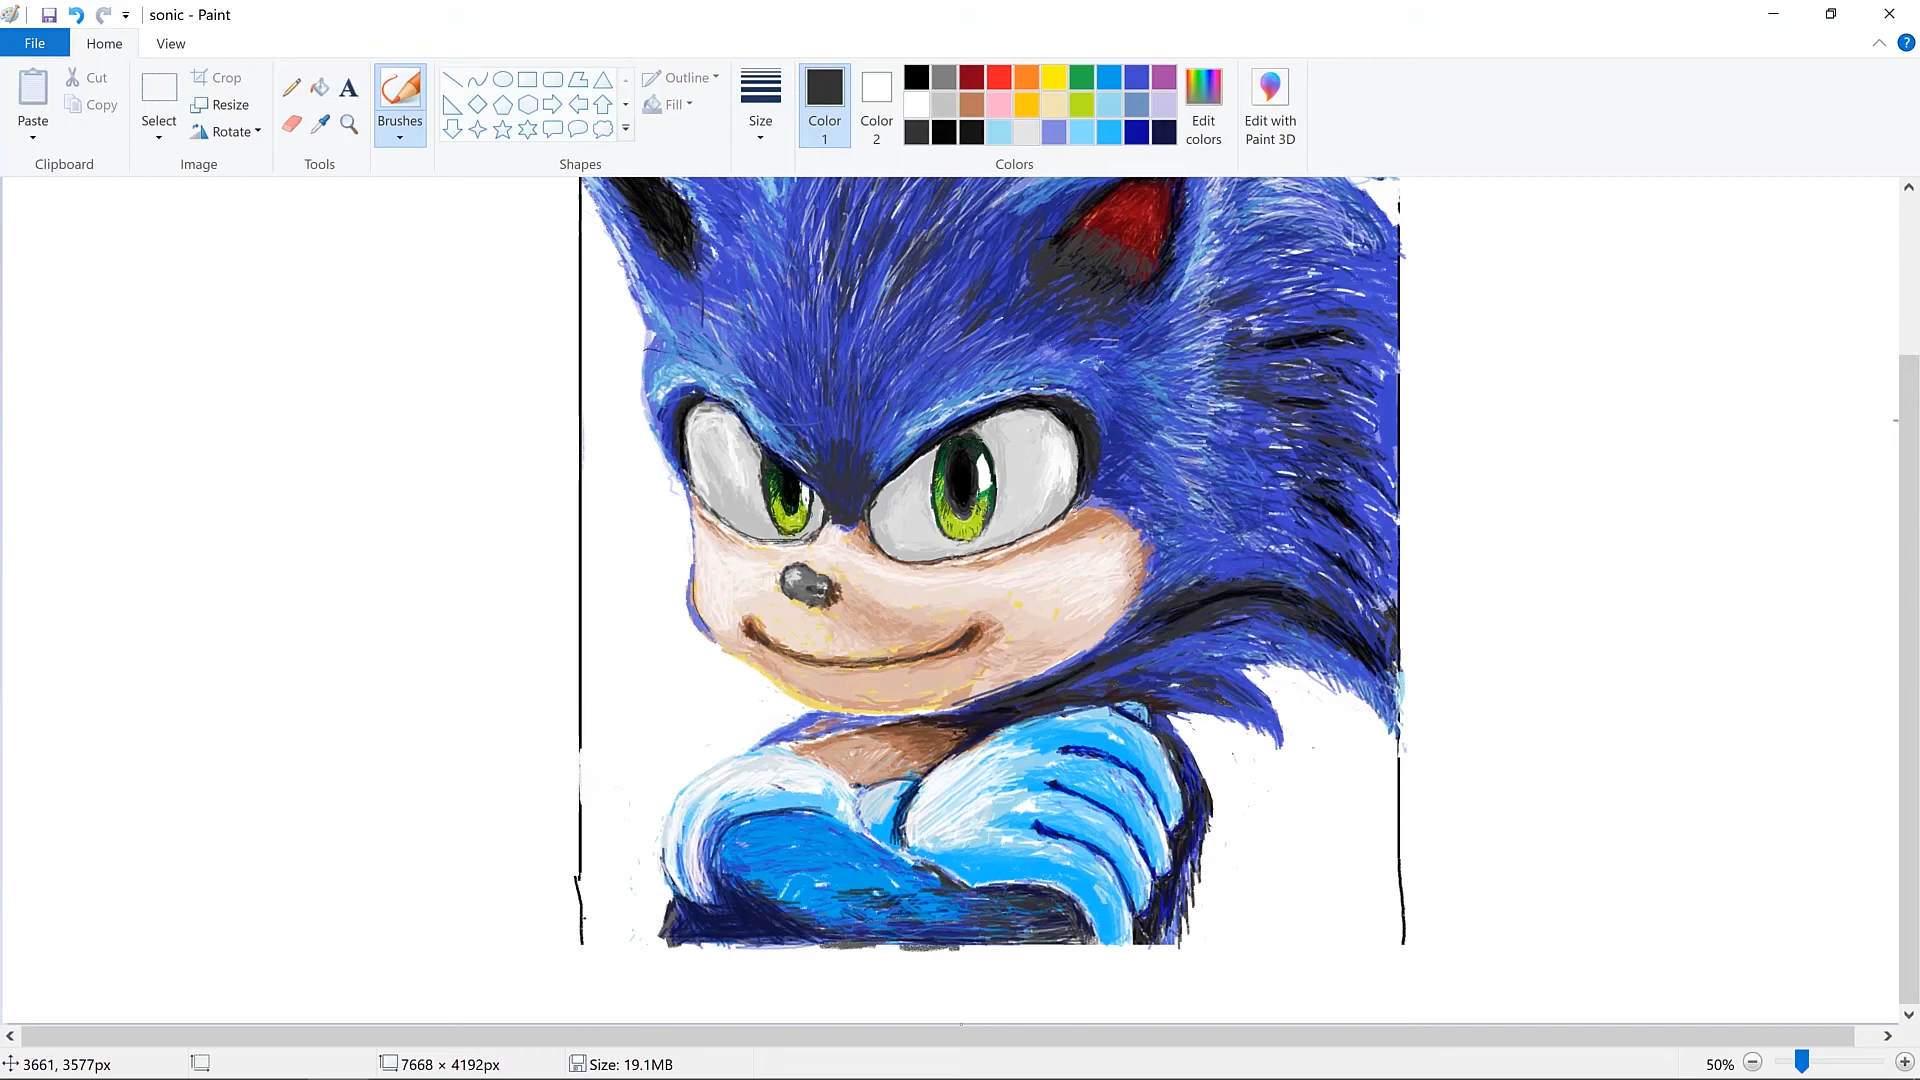 sonic - Paint
File Home View
Paste
Cut
Copy
Clipboard
Select
Crop
Resize
Rotate
Image
A
Tools
Brushes
Outline
Fill
Shapes
Size
Color
1
Color
2
Edit
colors
Colors
Edit with
Paint 3D
?
3661, 3577px
7668 × 4192px
Size: 19.1MB
50%